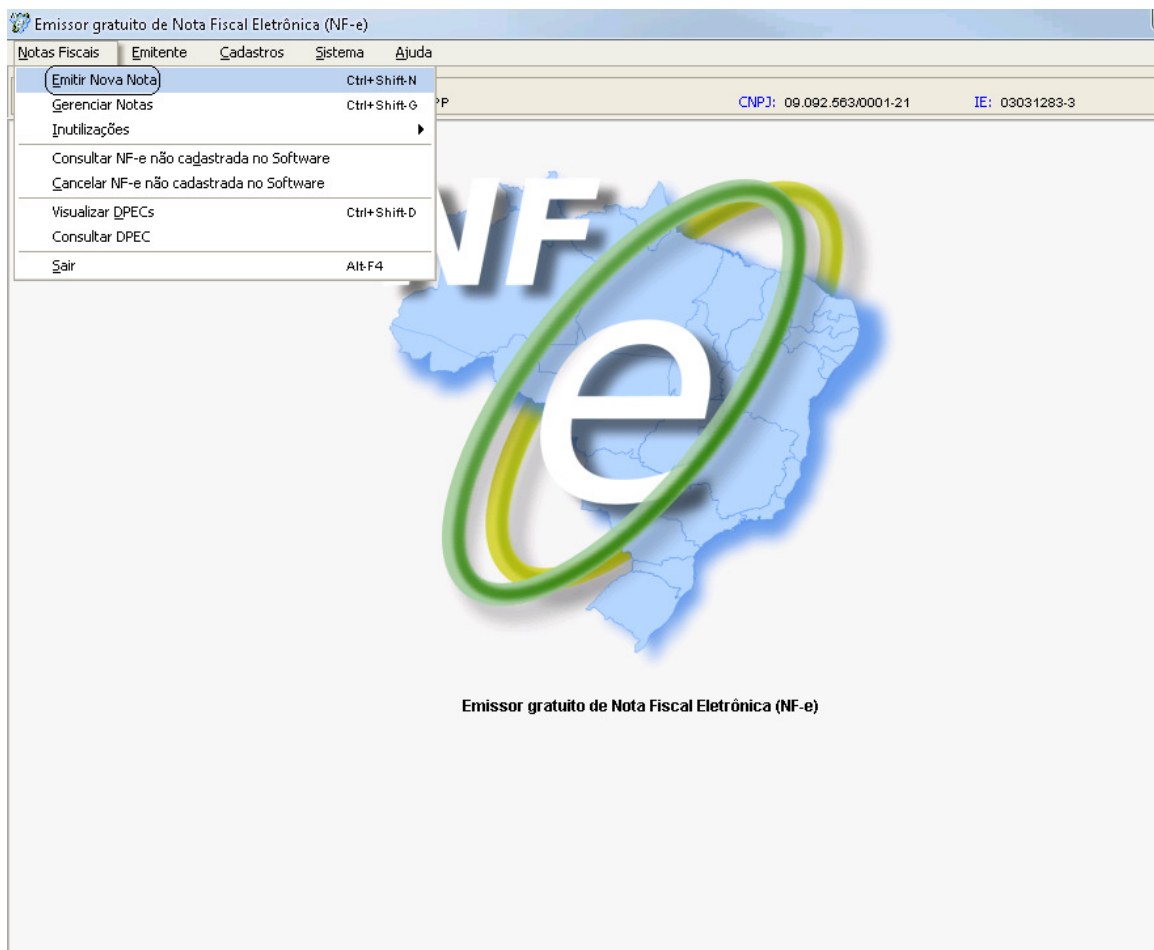 Emissor gratuito de Nota Fiscal Eletrônica (NF-e)
Notas Fiscais Emitente Cadastros Sistema Ajuda
Emitir Nova Nota Ctrl+Shift-N
Gerenciar Notas Ctrl+Shift-G
PP CNPJ: 09.092.563/0001-21 IE: 03031283-3
Inutilizações
Consultar NF-e não cadastrada no Software
Cancelar NF-e não cadastrada no Software
Visualizar DPECs Ctrl+Shift-D
Consultar DPEC
Sair Alt-F4
NF
e
Emissor gratuito de Nota Fiscal Eletrônica (NF-e)